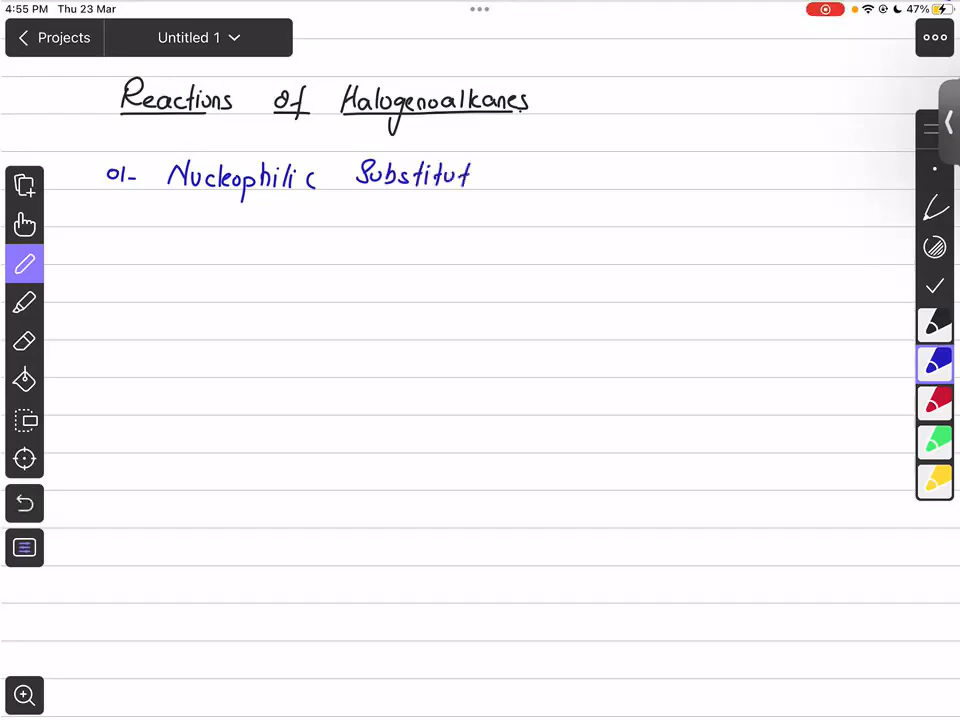 4:55 PM Thu 23 Mar
47%
Projects
Untitled 1
Reactions of Halogenoalkanes
01- Nucleophilic Substitut